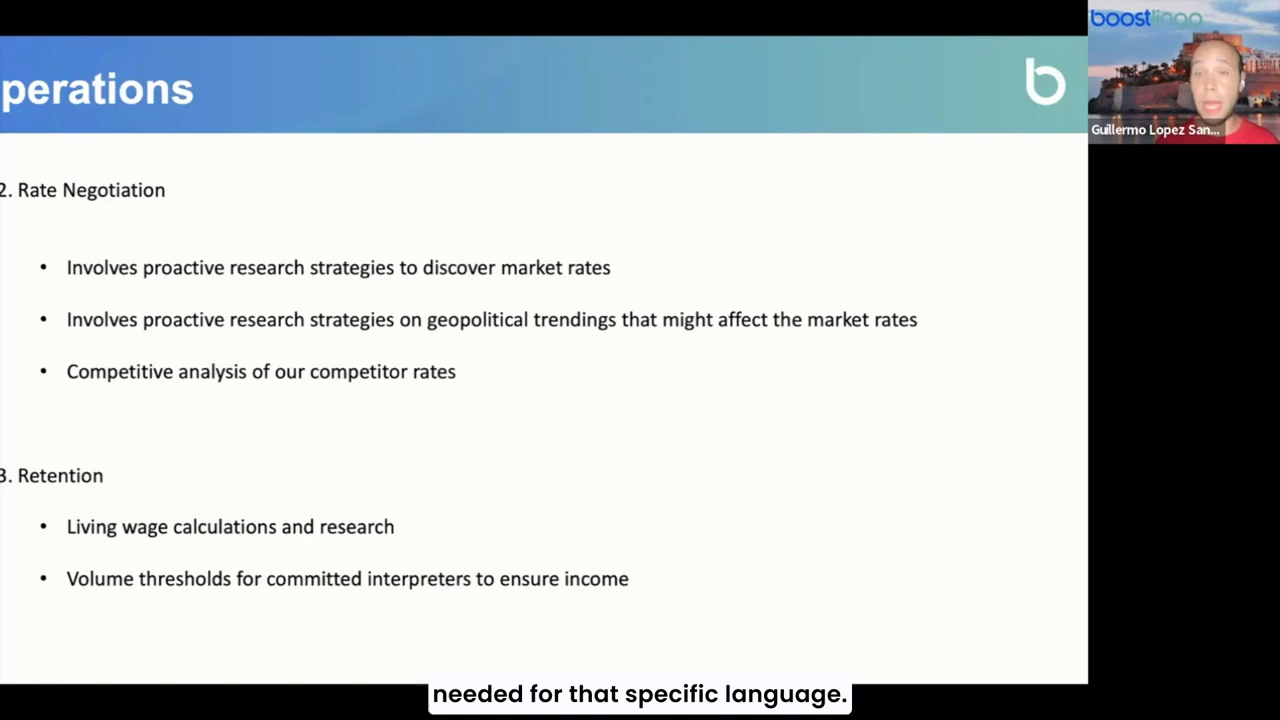 boostlingo
perations
b
Guillermo Lopez San...
2. Rate Negotiation
• Involves proactive research strategies to discover market rates
• Involves proactive research strategies on geopolitical trendings that might affect the market rates
• Competitive analysis of our competitor rates
3. Retention
• Living wage calculations and research
• Volume thresholds for committed interpreters to ensure income
needed for that specific language.